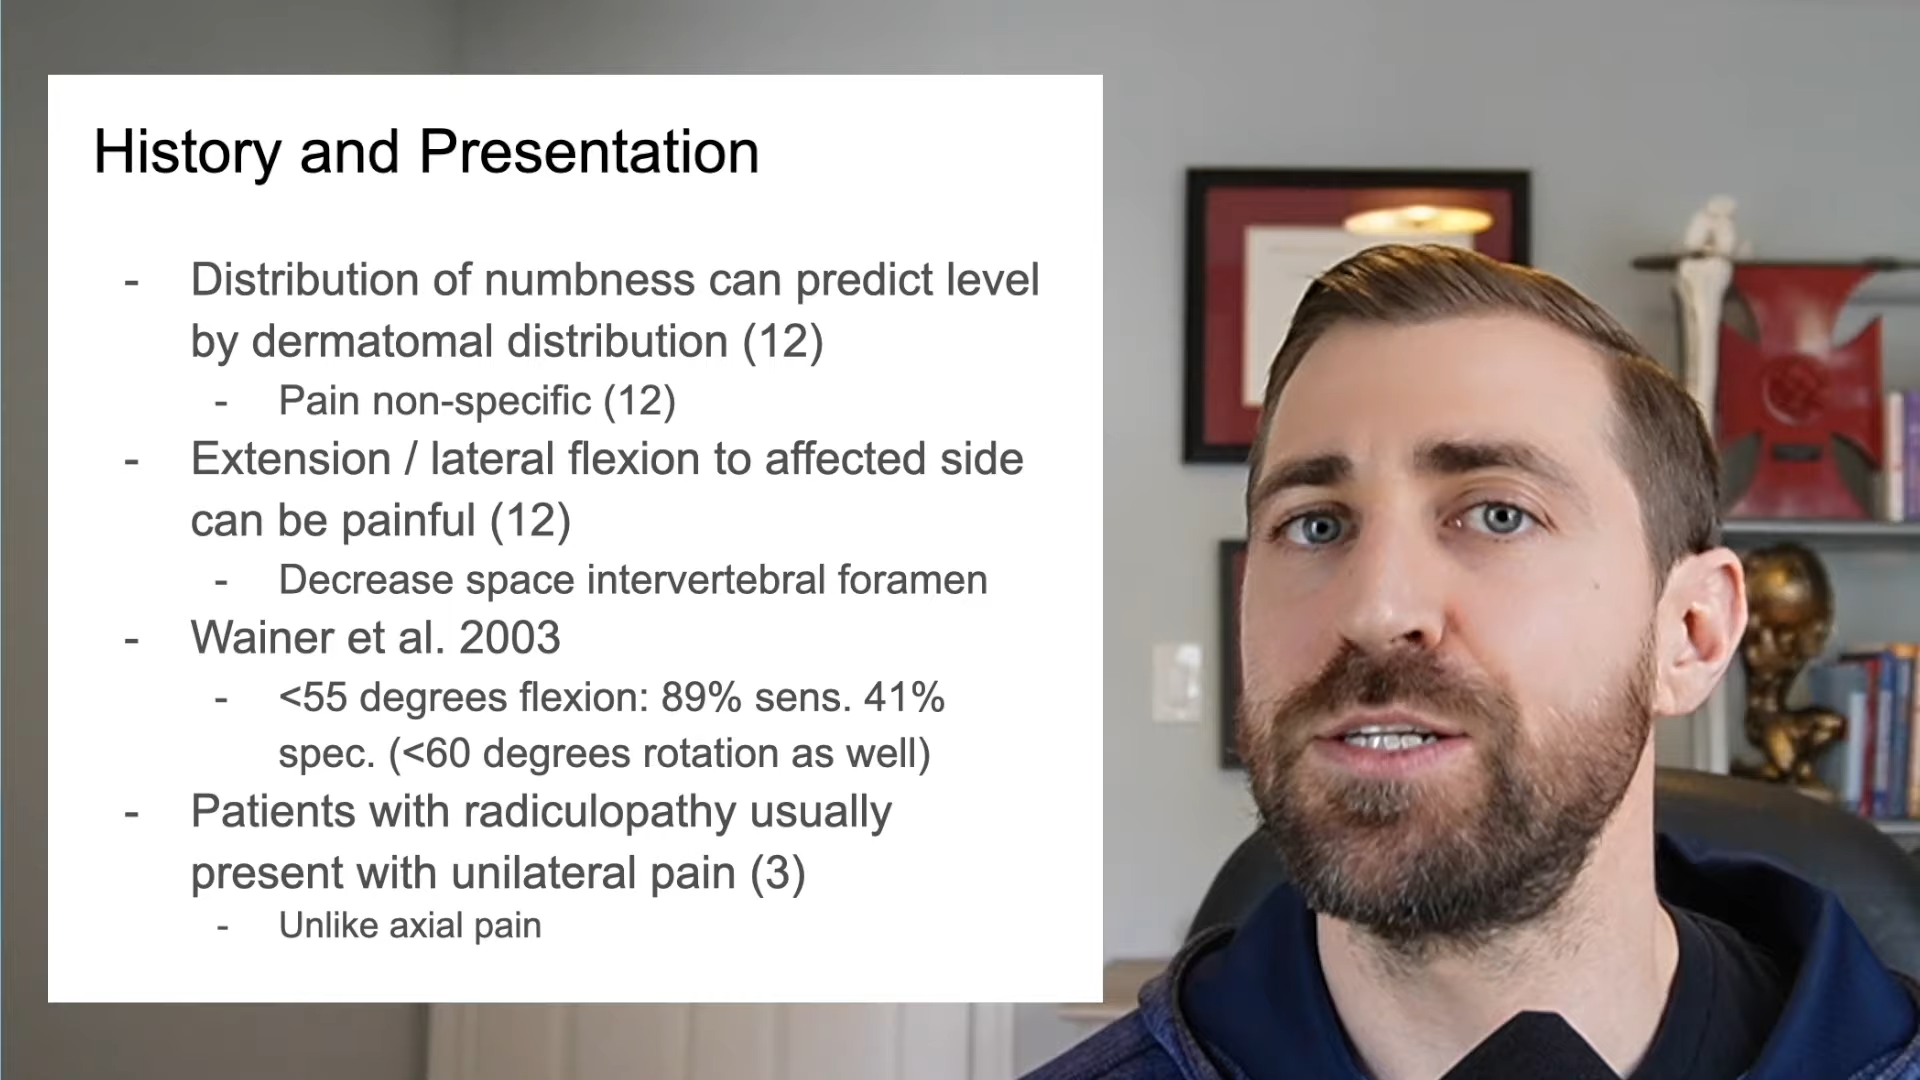 History and Presentation
- Distribution of numbness can predict level
by dermatomal distribution (12)
- Pain non-specific (12)
- Extension / lateral flexion to affected side
can be painful (12)
- Decrease space intervertebral foramen
- Wainer et al. 2003
- <55 degrees flexion: 89% sens. 41%
spec. (<60 degrees rotation as well)
- Patients with radiculopathy usually
present with unilateral pain (3)
- Unlike axial pain